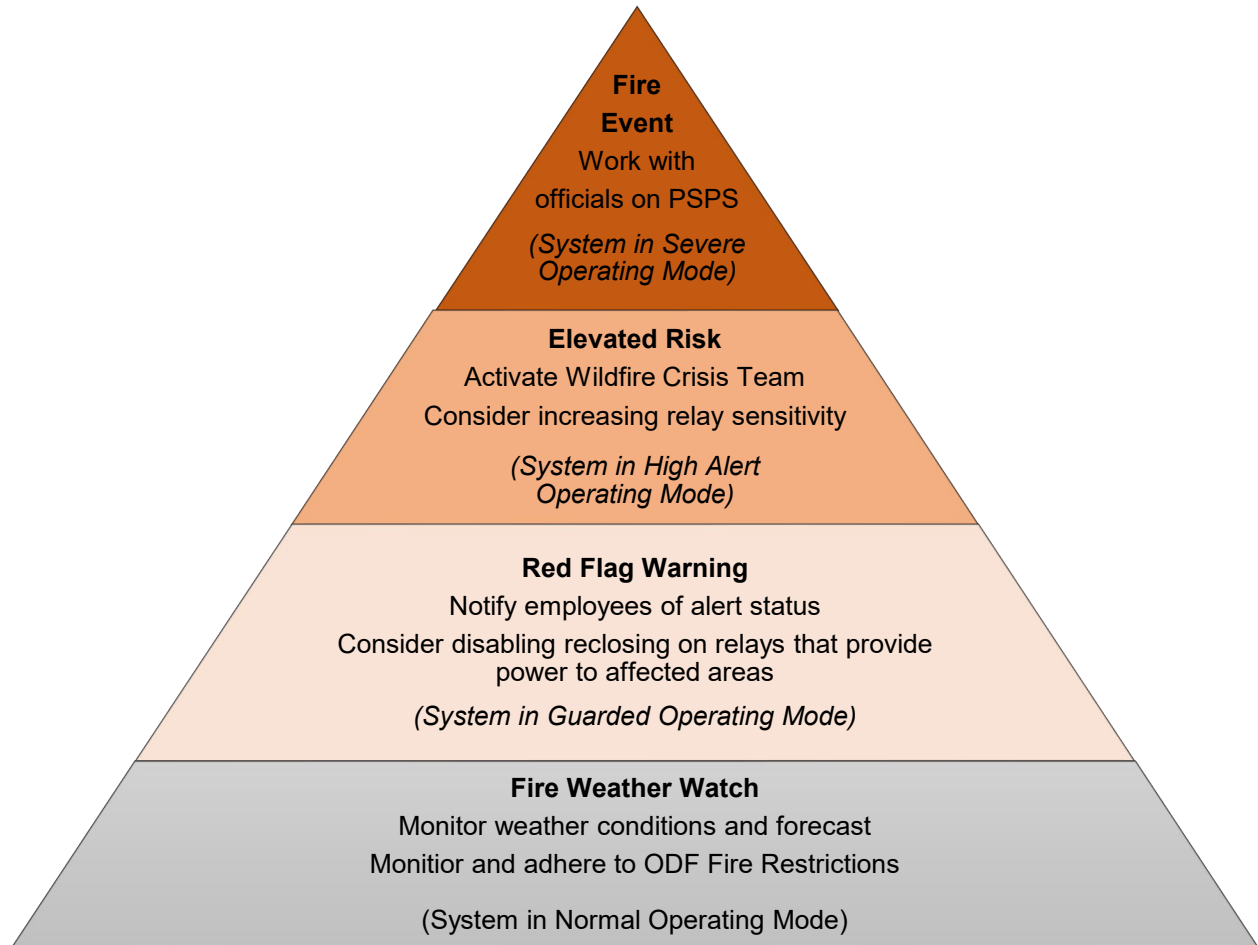 Fire
Event
Work with
officials on PSPS
(System in Severe
Operating Mode)
Elevated Risk
Activate Wildfire Crisis Team
Consider increasing relay sensitivity
(System in High Alert
Operating Mode)
Red Flag Warning
Notify employees of alert status
Consider disabling reclosing on relays that provide
power to affected areas
(System in Guarded Operating Mode)
Fire Weather Watch
Monitor weather conditions and forecast
Monitior and adhere to ODF Fire Restrictions
(System in Normal Operating Mode)